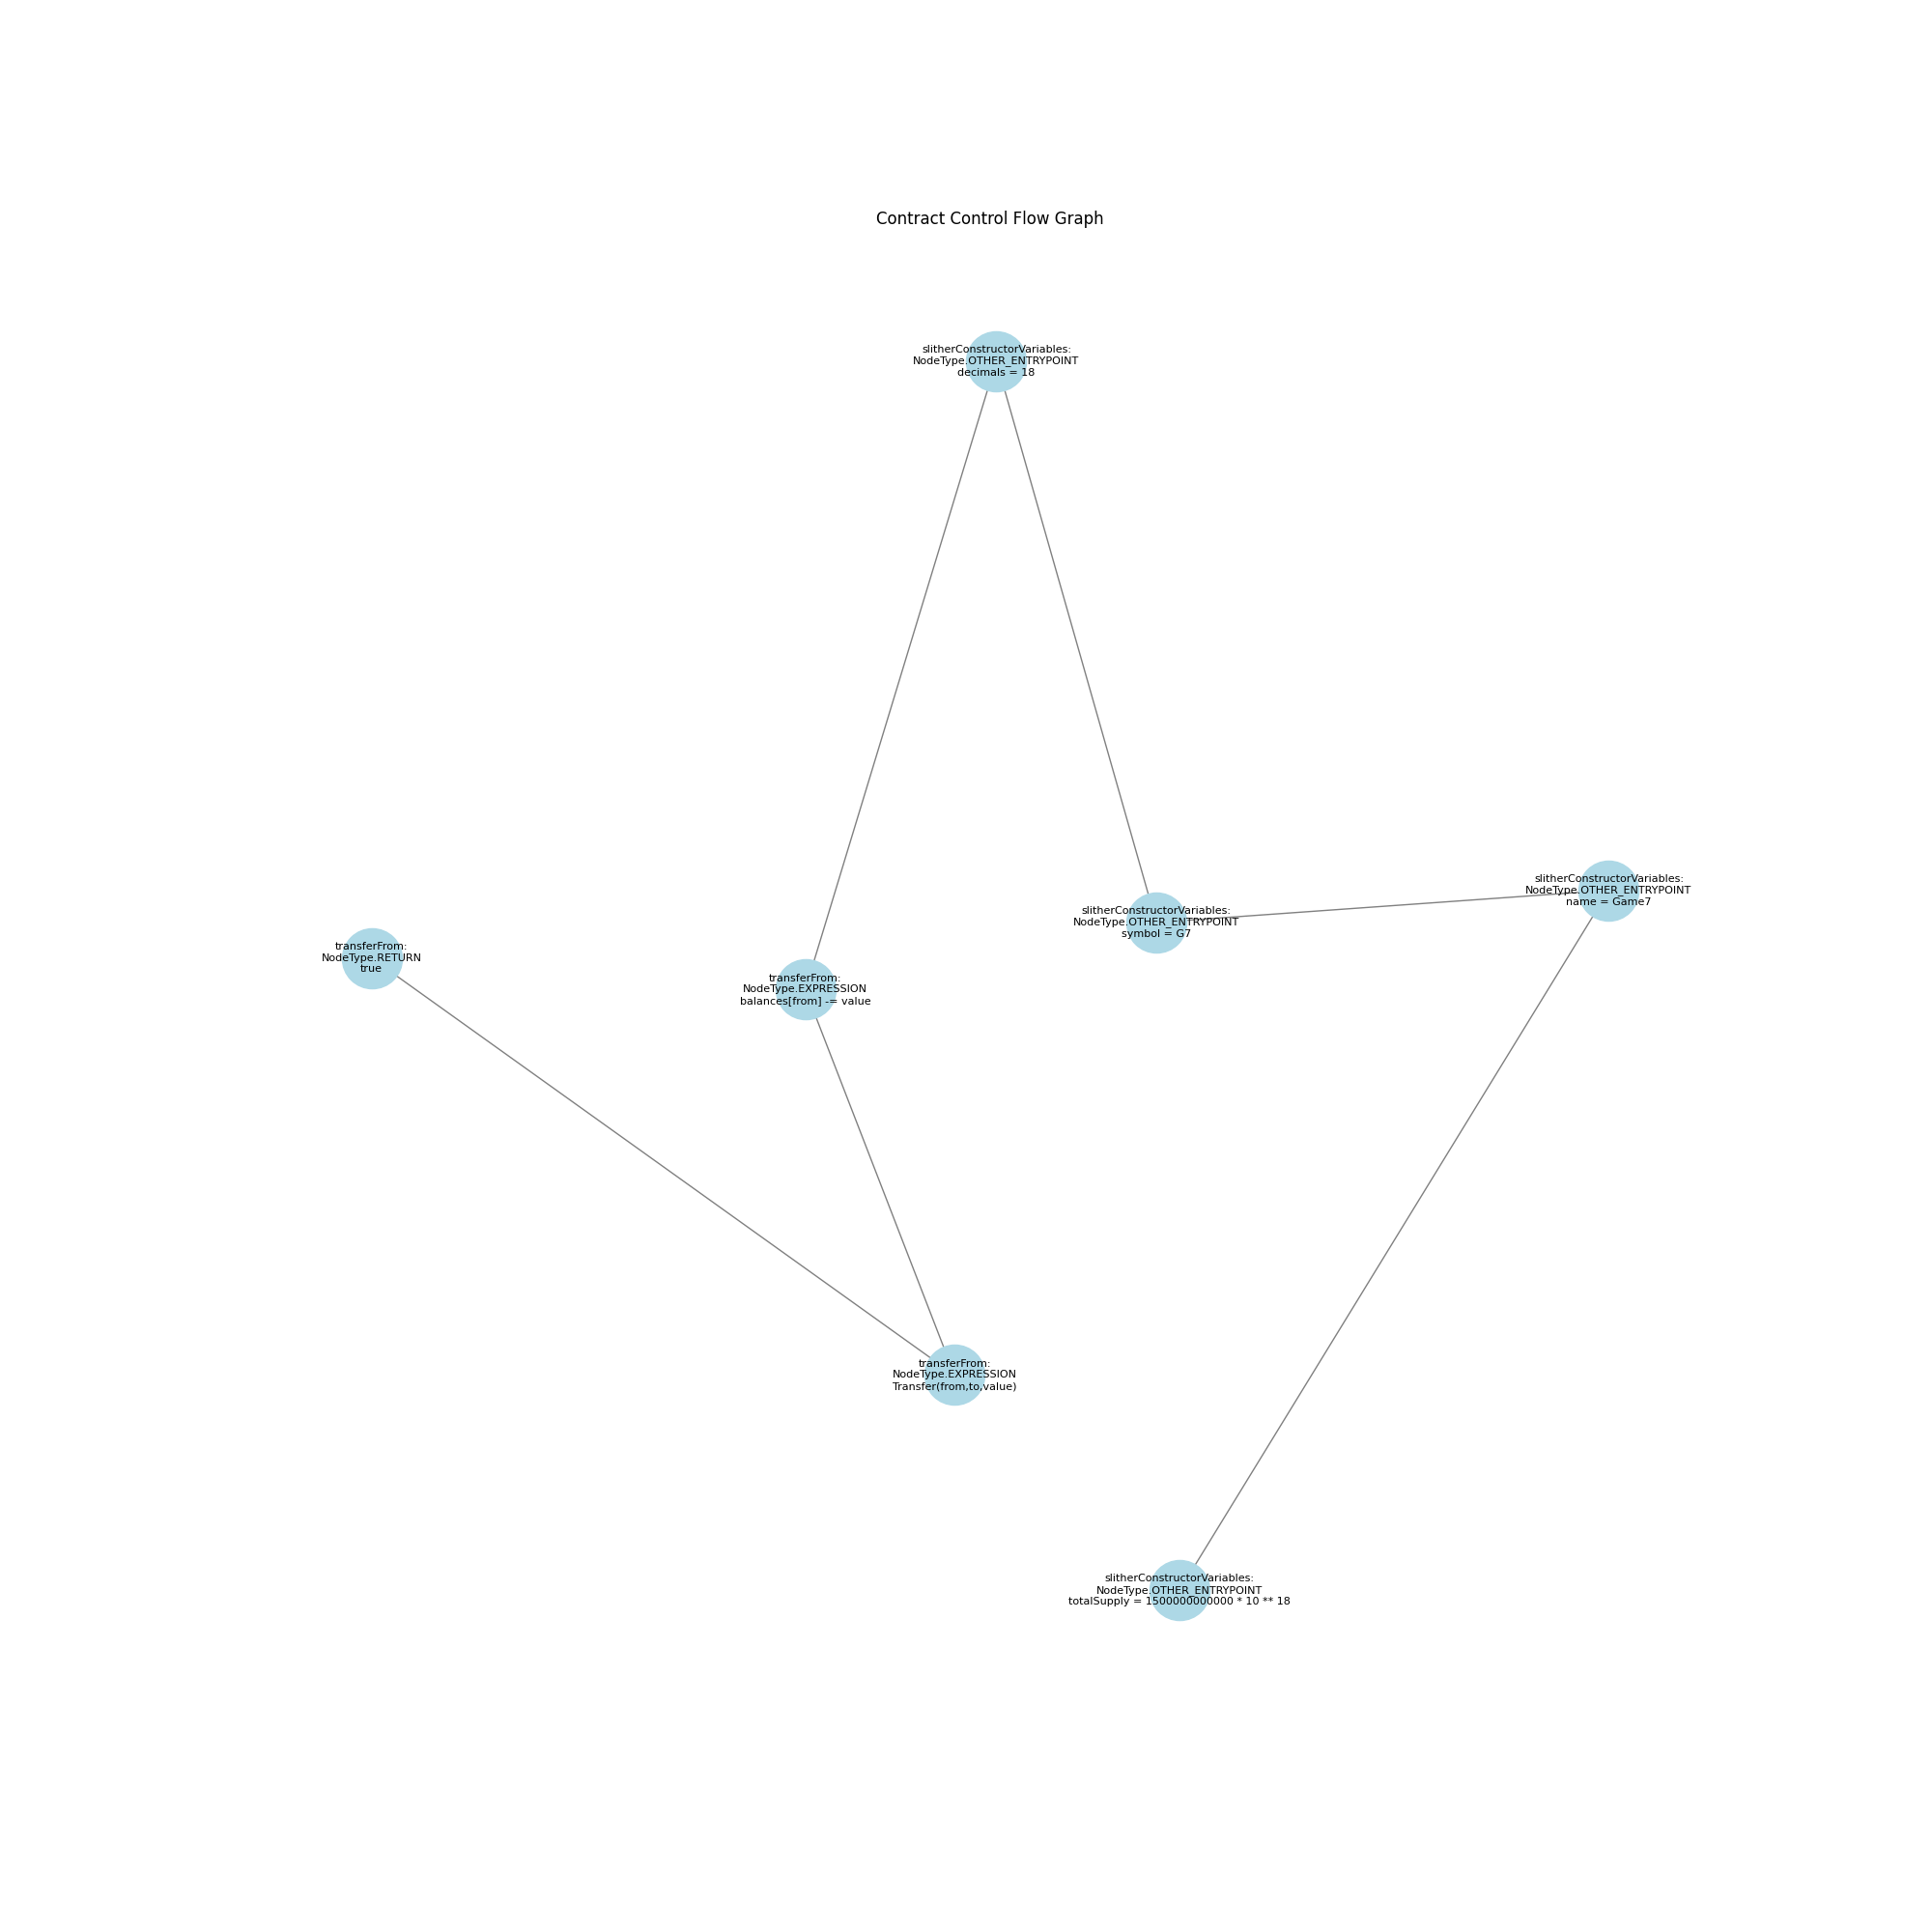 Contract Control Flow Graph
slitherConstructorVariables:
NodeType.OTHER_ENTRYPOINT
decimals = 18
slitherConstructorVariables:
NodeType.OTHER_ENTRYPOINT
name = Game7
slitherConstructorVariables:
NodeType.OTHER_ENTRYPOINT
symbol = G7
transferFrom:
NodeType.RETURN
true
transferFrom:
NodeType.EXPRESSION
balances[from] -= value
transferFrom:
NodeType.EXPRESSION
Transfer(from,to,value)
slitherConstructorVariables:
NodeType.OTHER_ENTRYPOINT
totalSupply = 1500000000000 * 10 ** 18